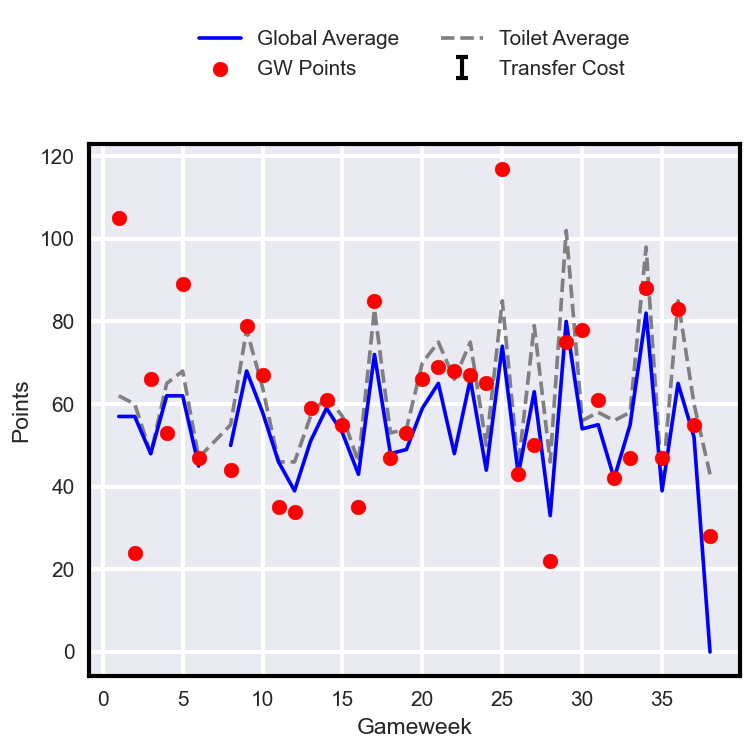 Global Average
Toilet Average
GW Points
Transfer Cost
120
100
80
60
40
20
0
Points
0 5 10 15 20 25 30 35
Gameweek